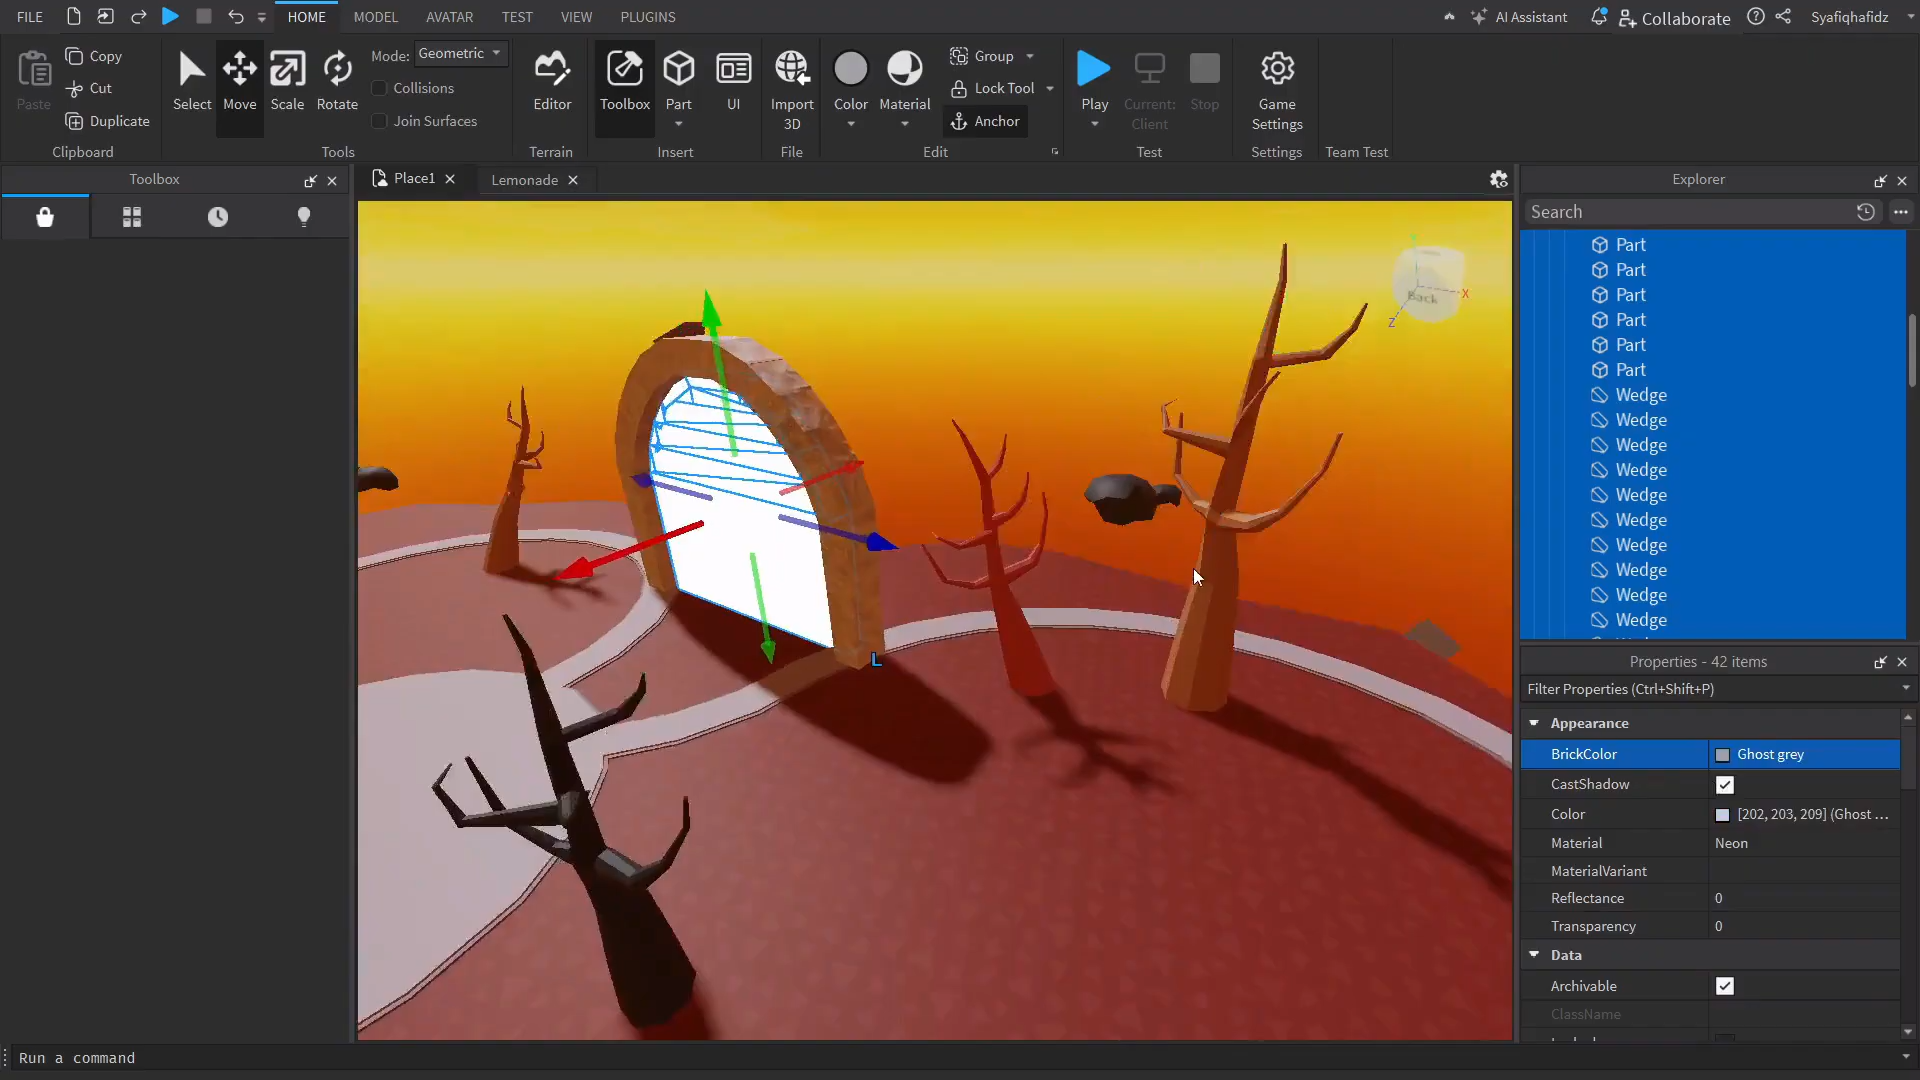 FILE HOME MODEL AVATAR TEST VIEW PLUGINS AI Assistant Collaborate Syafiqhafidz
Paste Copy Cut Duplicate Clipboard
Select Move Scale Rotate Mode: Geometric Collisions Join Surfaces Tools
Editor Terrain
Toolbox Part UI Insert
Import 3D File
Color Material Group Lock Tool Anchor Edit
Play Current: Client Stop Test
Game Settings Settings
Team Test
Toolbox
Place1 Lemonade
Back
X
Z
L
Explorer
Search
Part
Part
Part
Part
Part
Part
Wedge
Wedge
Wedge
Wedge
Wedge
Wedge
Wedge
Wedge
Wedge
Wedge
Properties - 42 items
Filter Properties (Ctrl+Shift+P)
Appearance
BrickColor Ghost grey
CastShadow
Color [202, 203, 209] (Ghost ...
Material Neon
MaterialVariant
Reflectance 0
Transparency 0
Data
Archivable
ClassName
Run a command